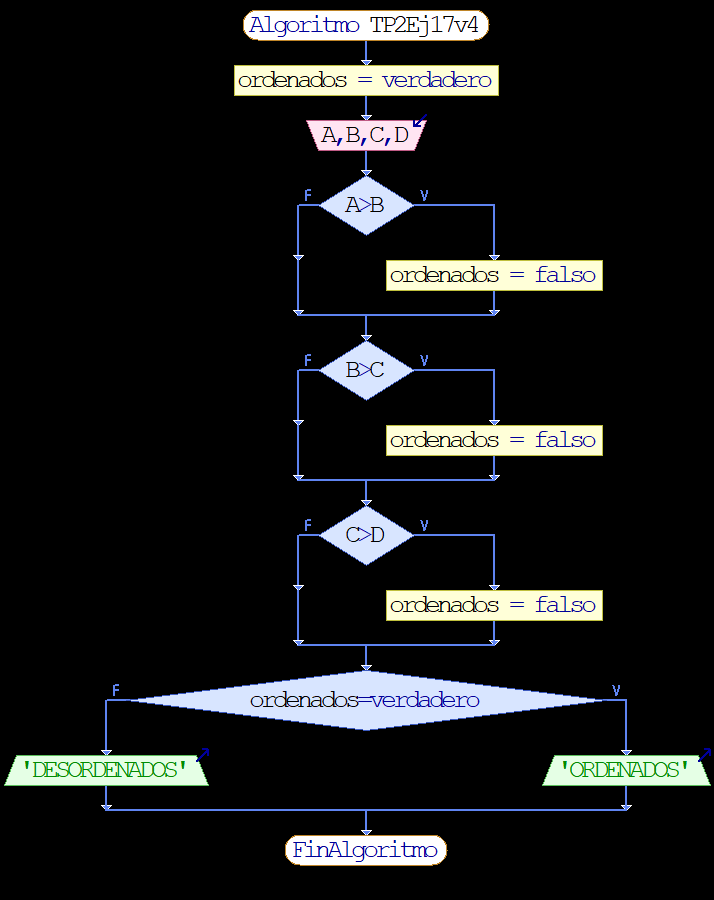 Algoritmo TP2Ej17v4
ordenados = verdadero
A,B,C,D
F
A>B
V
ordenados = falso
F
B>C
V
ordenados = falso
F
C>D
V
ordenados = falso
F
ordenados=verdadero
V
'DESORDENADOS'
'ORDENADOS'
FinAlgoritmo